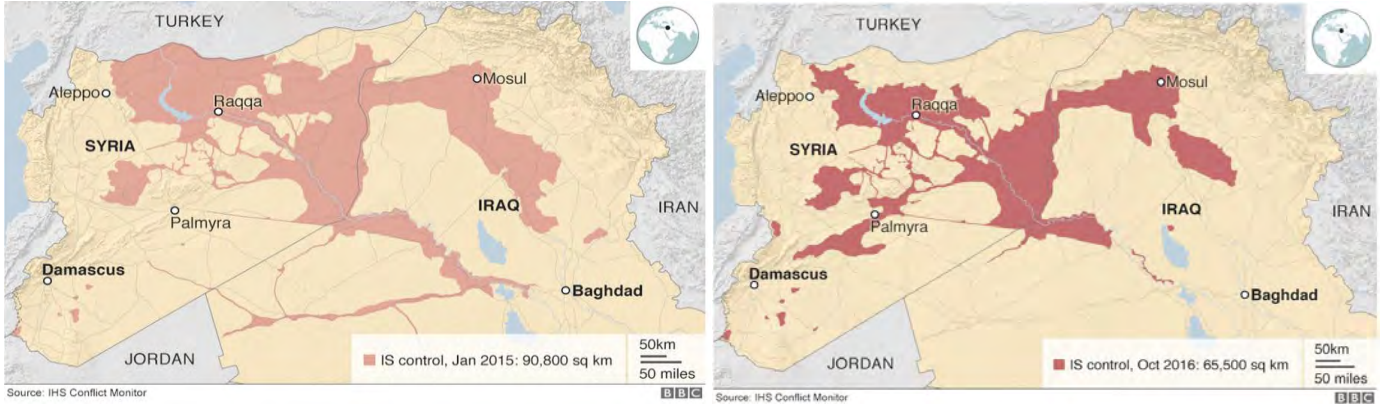 TURKEY
Aleppo
Raqqa
Mosul
SYRIA
Palmyra
IRAQ
IRAN
Damascus
Baghdad
JORDAN
IS control, Jan 2015: 90,800 sq km
50km
50 miles
Source: IHS Conflict Monitor
BBC
TURKEY
Aleppo
Raqqa
Mosul
SYRIA
Palmyra
IRAQ
IRAN
Damascus
Baghdad
JORDAN
IS control, Oct 2016: 65,500 sq km
50km
50 miles
Source: IHS Conflict Monitor
BBC